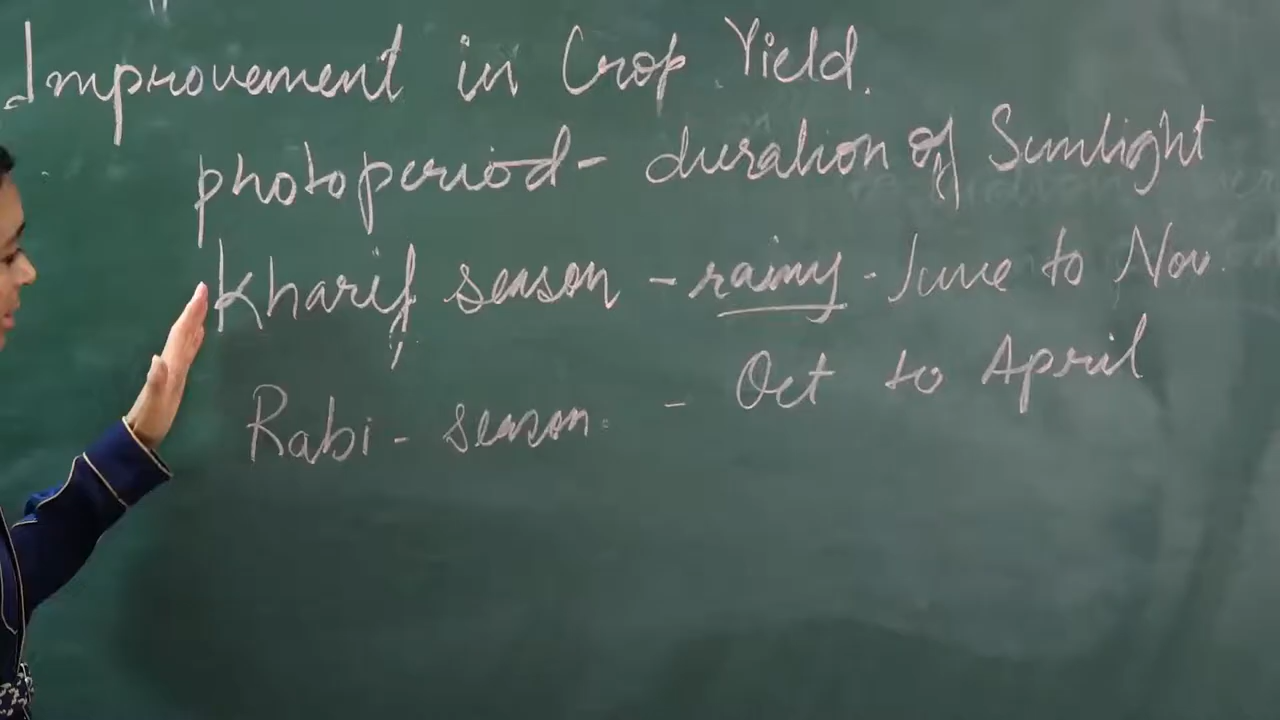 Improvement in Crop Yield.
photoperiod - duration of Sunlight
Kharif season - rainy - June to Nov.
Rabi - season. - Oct to April